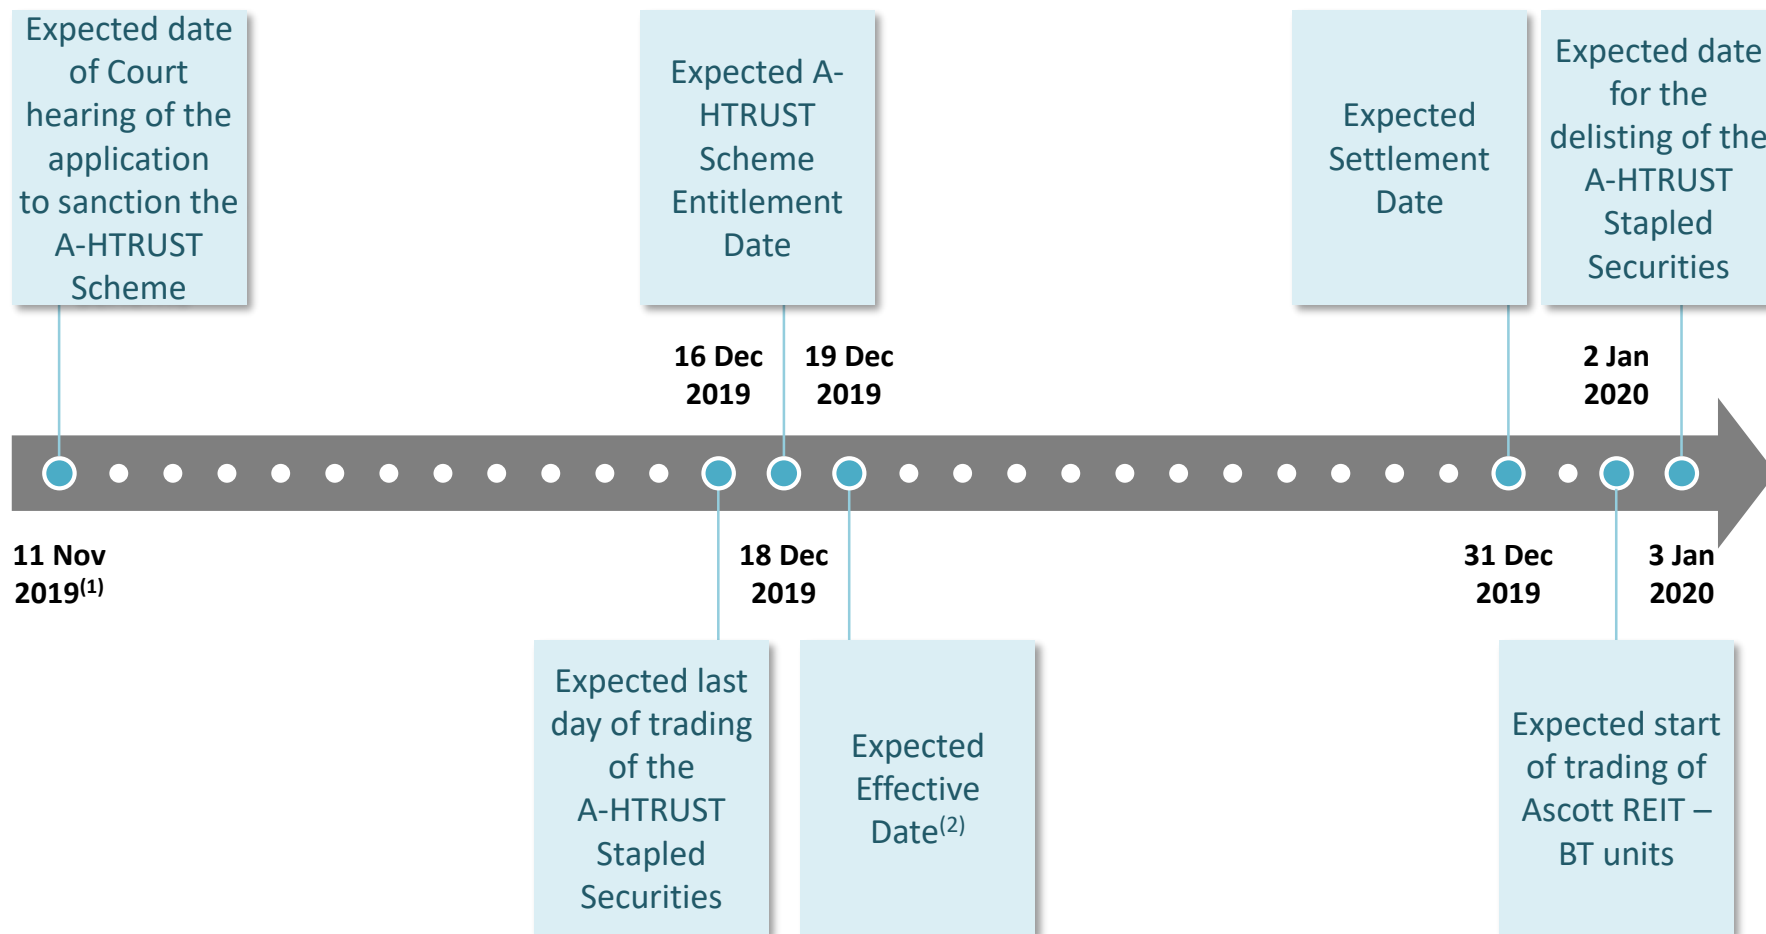 Expected date
of Court
hearing of the
application
to sanction the
A-HTRUST
Scheme
Expected A-
HTRUST
Scheme
Entitlement
Date
Expected
Settlement
Date
Expected date
for the
delisting of the
A-HTRUST
Stapled
Securities
16 Dec
2019
19 Dec
2019
2 Jan
2020
11 Nov
2019(1)
18 Dec
2019
31 Dec
2019
3 Jan
2020
Expected last
day of trading
of the
A-HTRUST
Stapled
Securities
Expected
Effective
Date(2)
Expected start
of trading of
Ascott REIT –
BT units